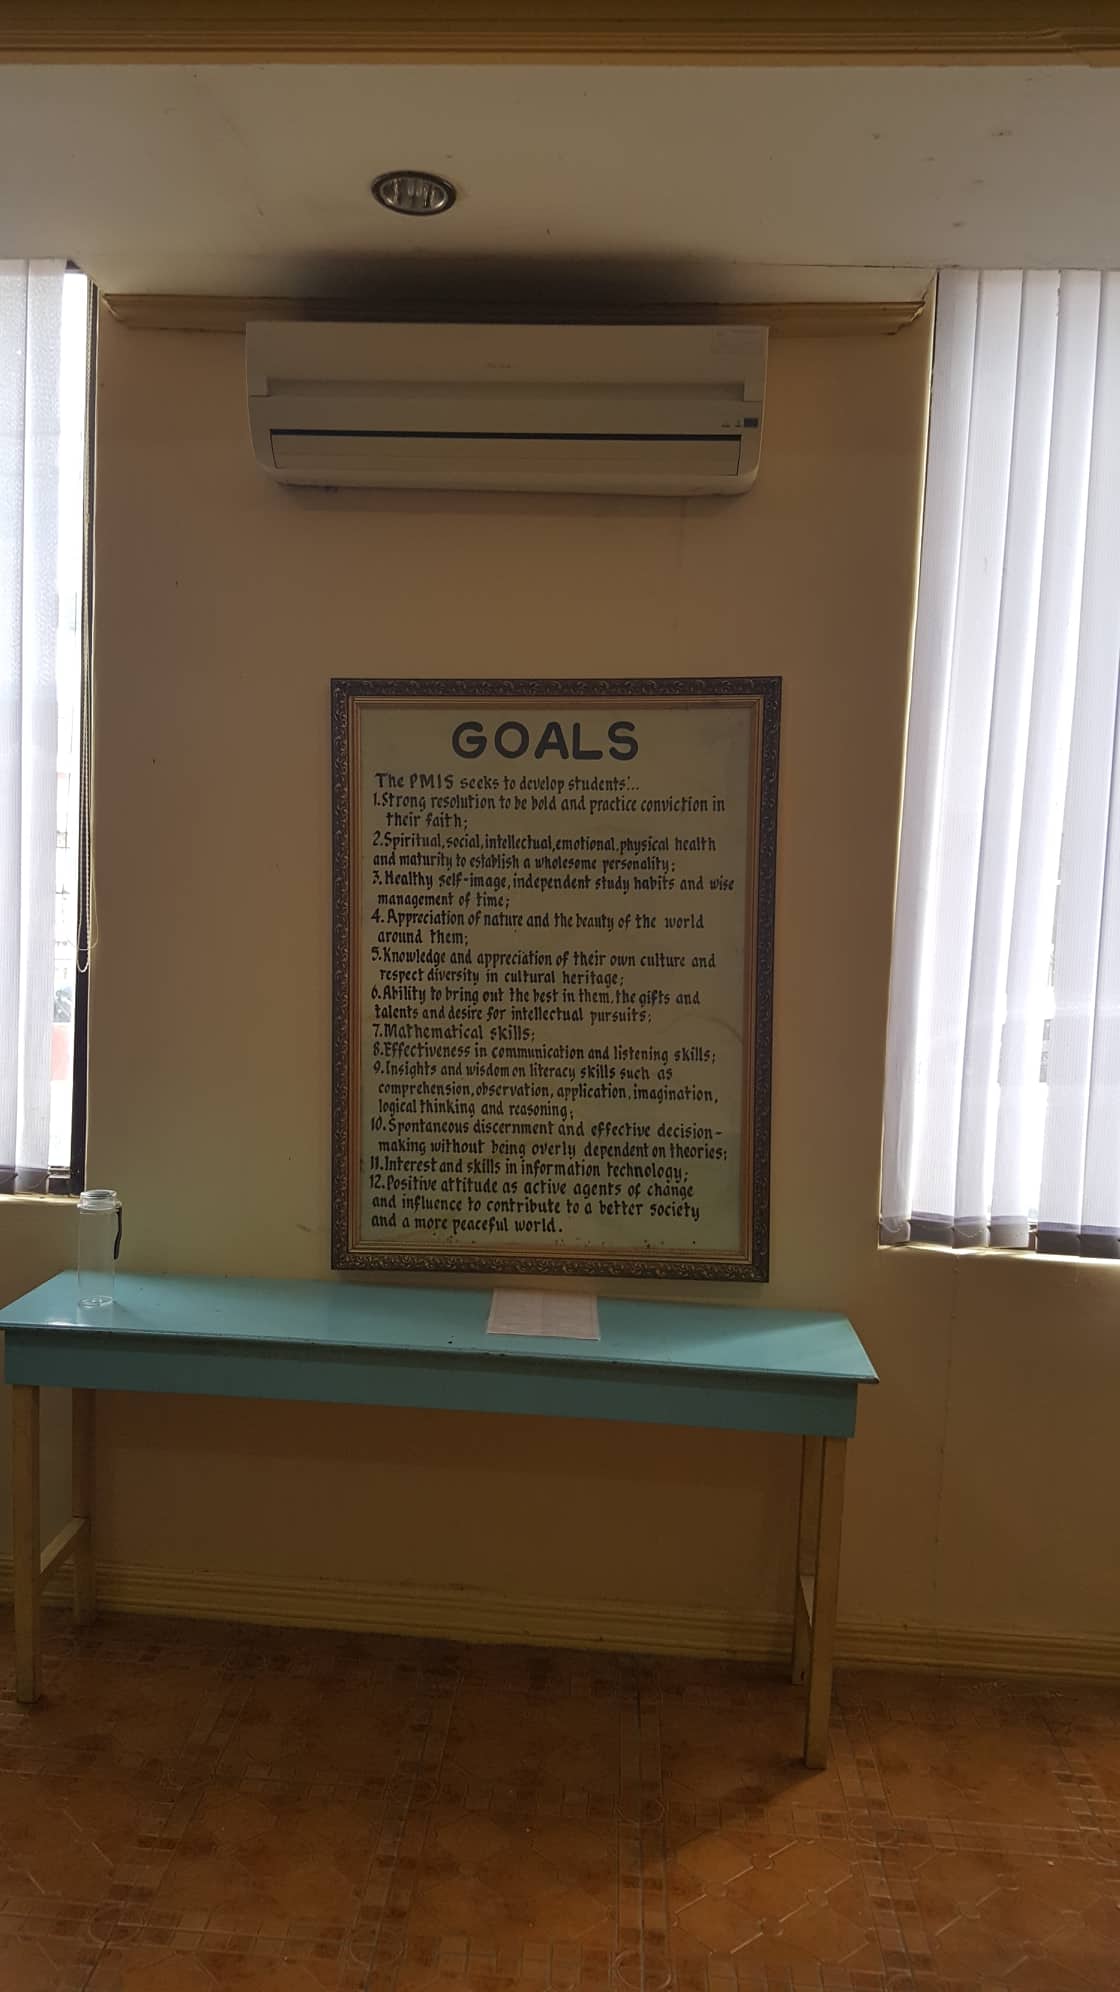 GOALS
The PMIS seeks to develop students'...
1.Strong resolution to be bold and practice conviction in
their faith;
2.Spiritual,social,intellectual,emotional,physical health
and maturity to establish a wholesome personality;
3.Healthy self-image,independent study habits and wise
management of time;
4.Appreciation of nature and the beauty of the world
around them;
5.Knowledge and appreciation of their own culture and
respect diversity in cultural heritage;
6.Ability to bring out the best in them,the gifts and
talents and desire for intellectual pursuits;
7.Mathematical skills;
8.Effectiveness in communication and listening skills;
9.Insights and wisdom on literacy skills such as
comprehension,observation,application,imagination,
logical thinking and reasoning;
10.Spontaneous discernment and effective decision-
making without being overly dependent on theories;
11.Interest and skills in information technology;
12.Positive attitude as active agents of change
and influence to contribute to a better society
and a more peaceful world.